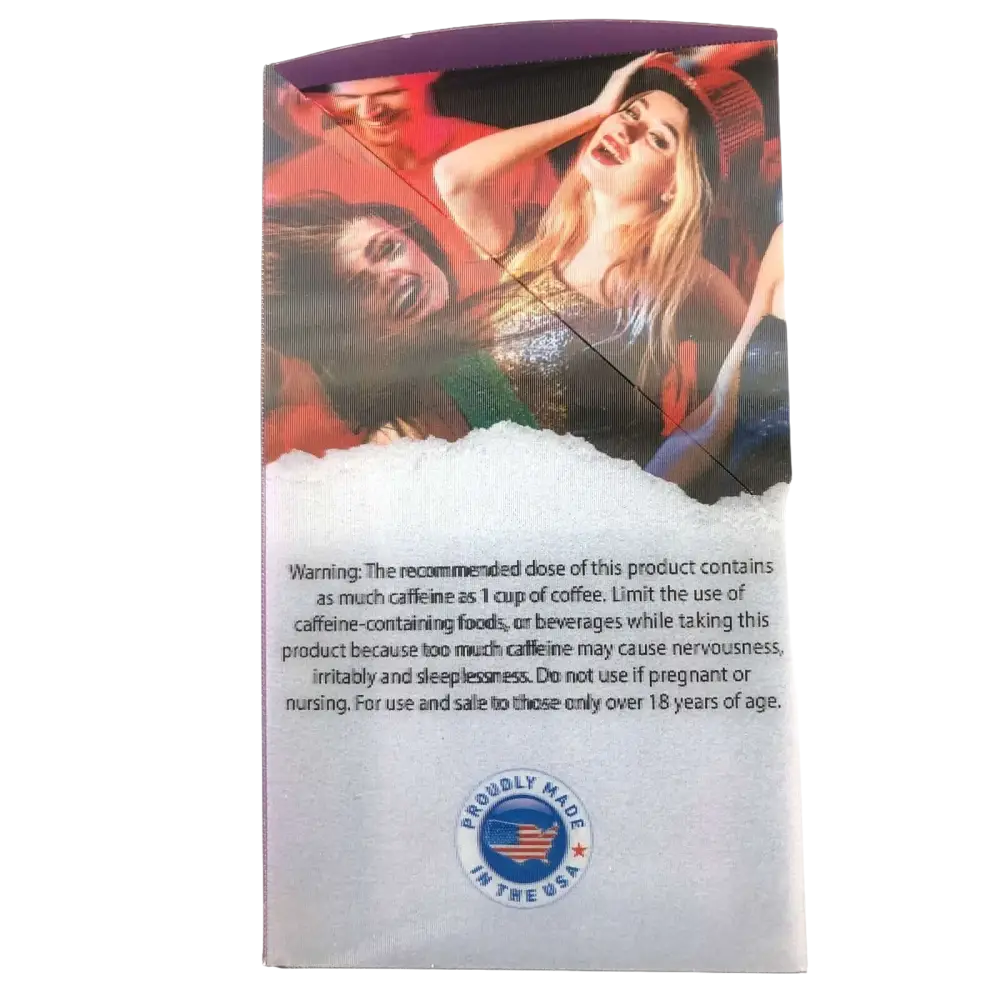 Warning: The recommended dose of this product contains
as much caffeine as 1 cup of coffee. Limit the use of
caffeine-containing foods, or beverages while taking this
product because too much caffeine may cause nervousness,
irritably and sleeplessness. Do not use if pregnant or
nursing. For use and sale to those only over 18 years of age.
PROUDLY MADE
IN THE USA